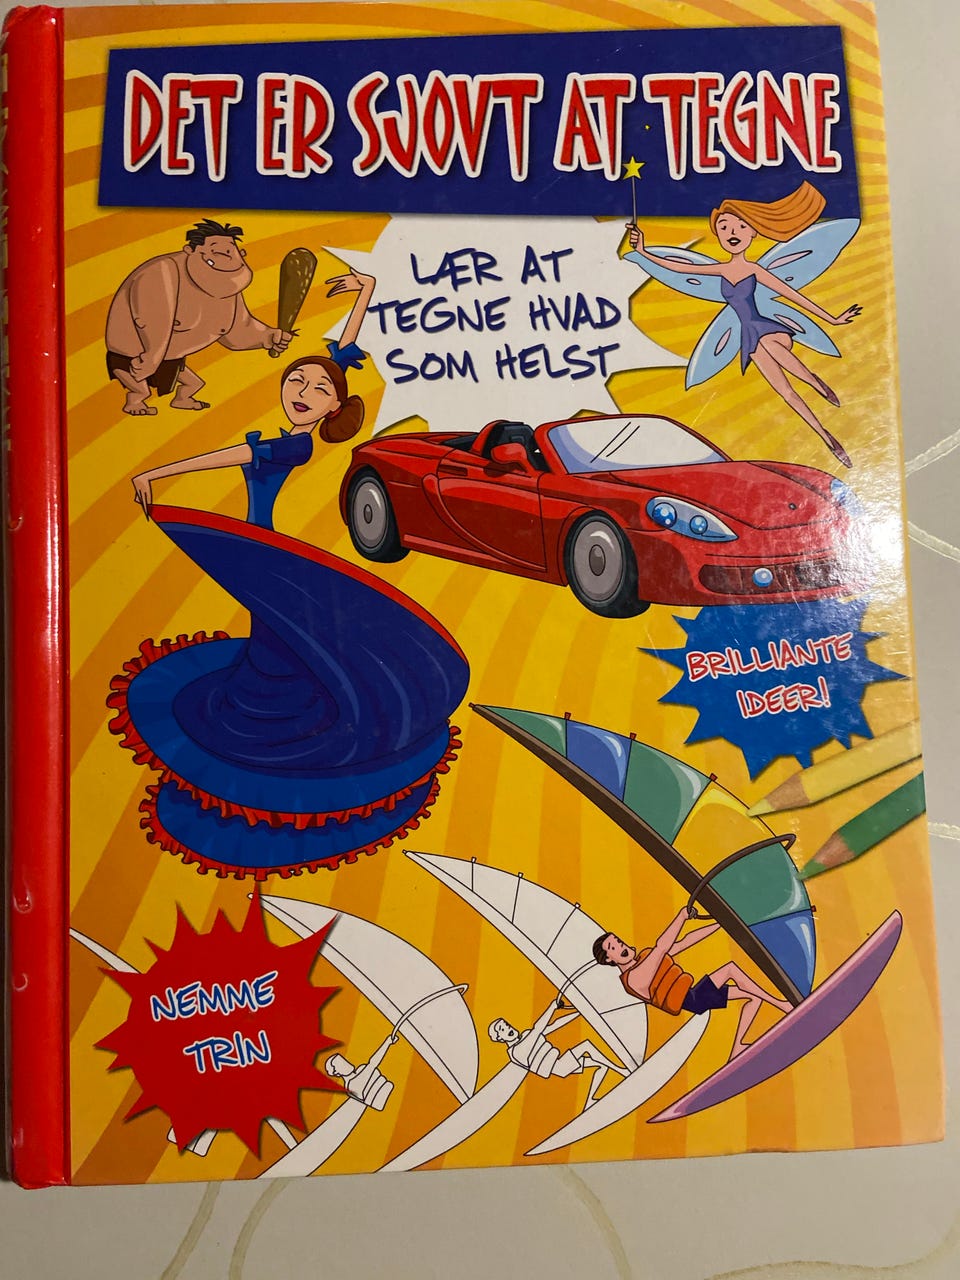 DET ER SJOVT AT TEGNE
LÆR AT
TEGNE HVAD
SOM HELST
BRILLIANTE
IDEER!
NEMME
TRIN